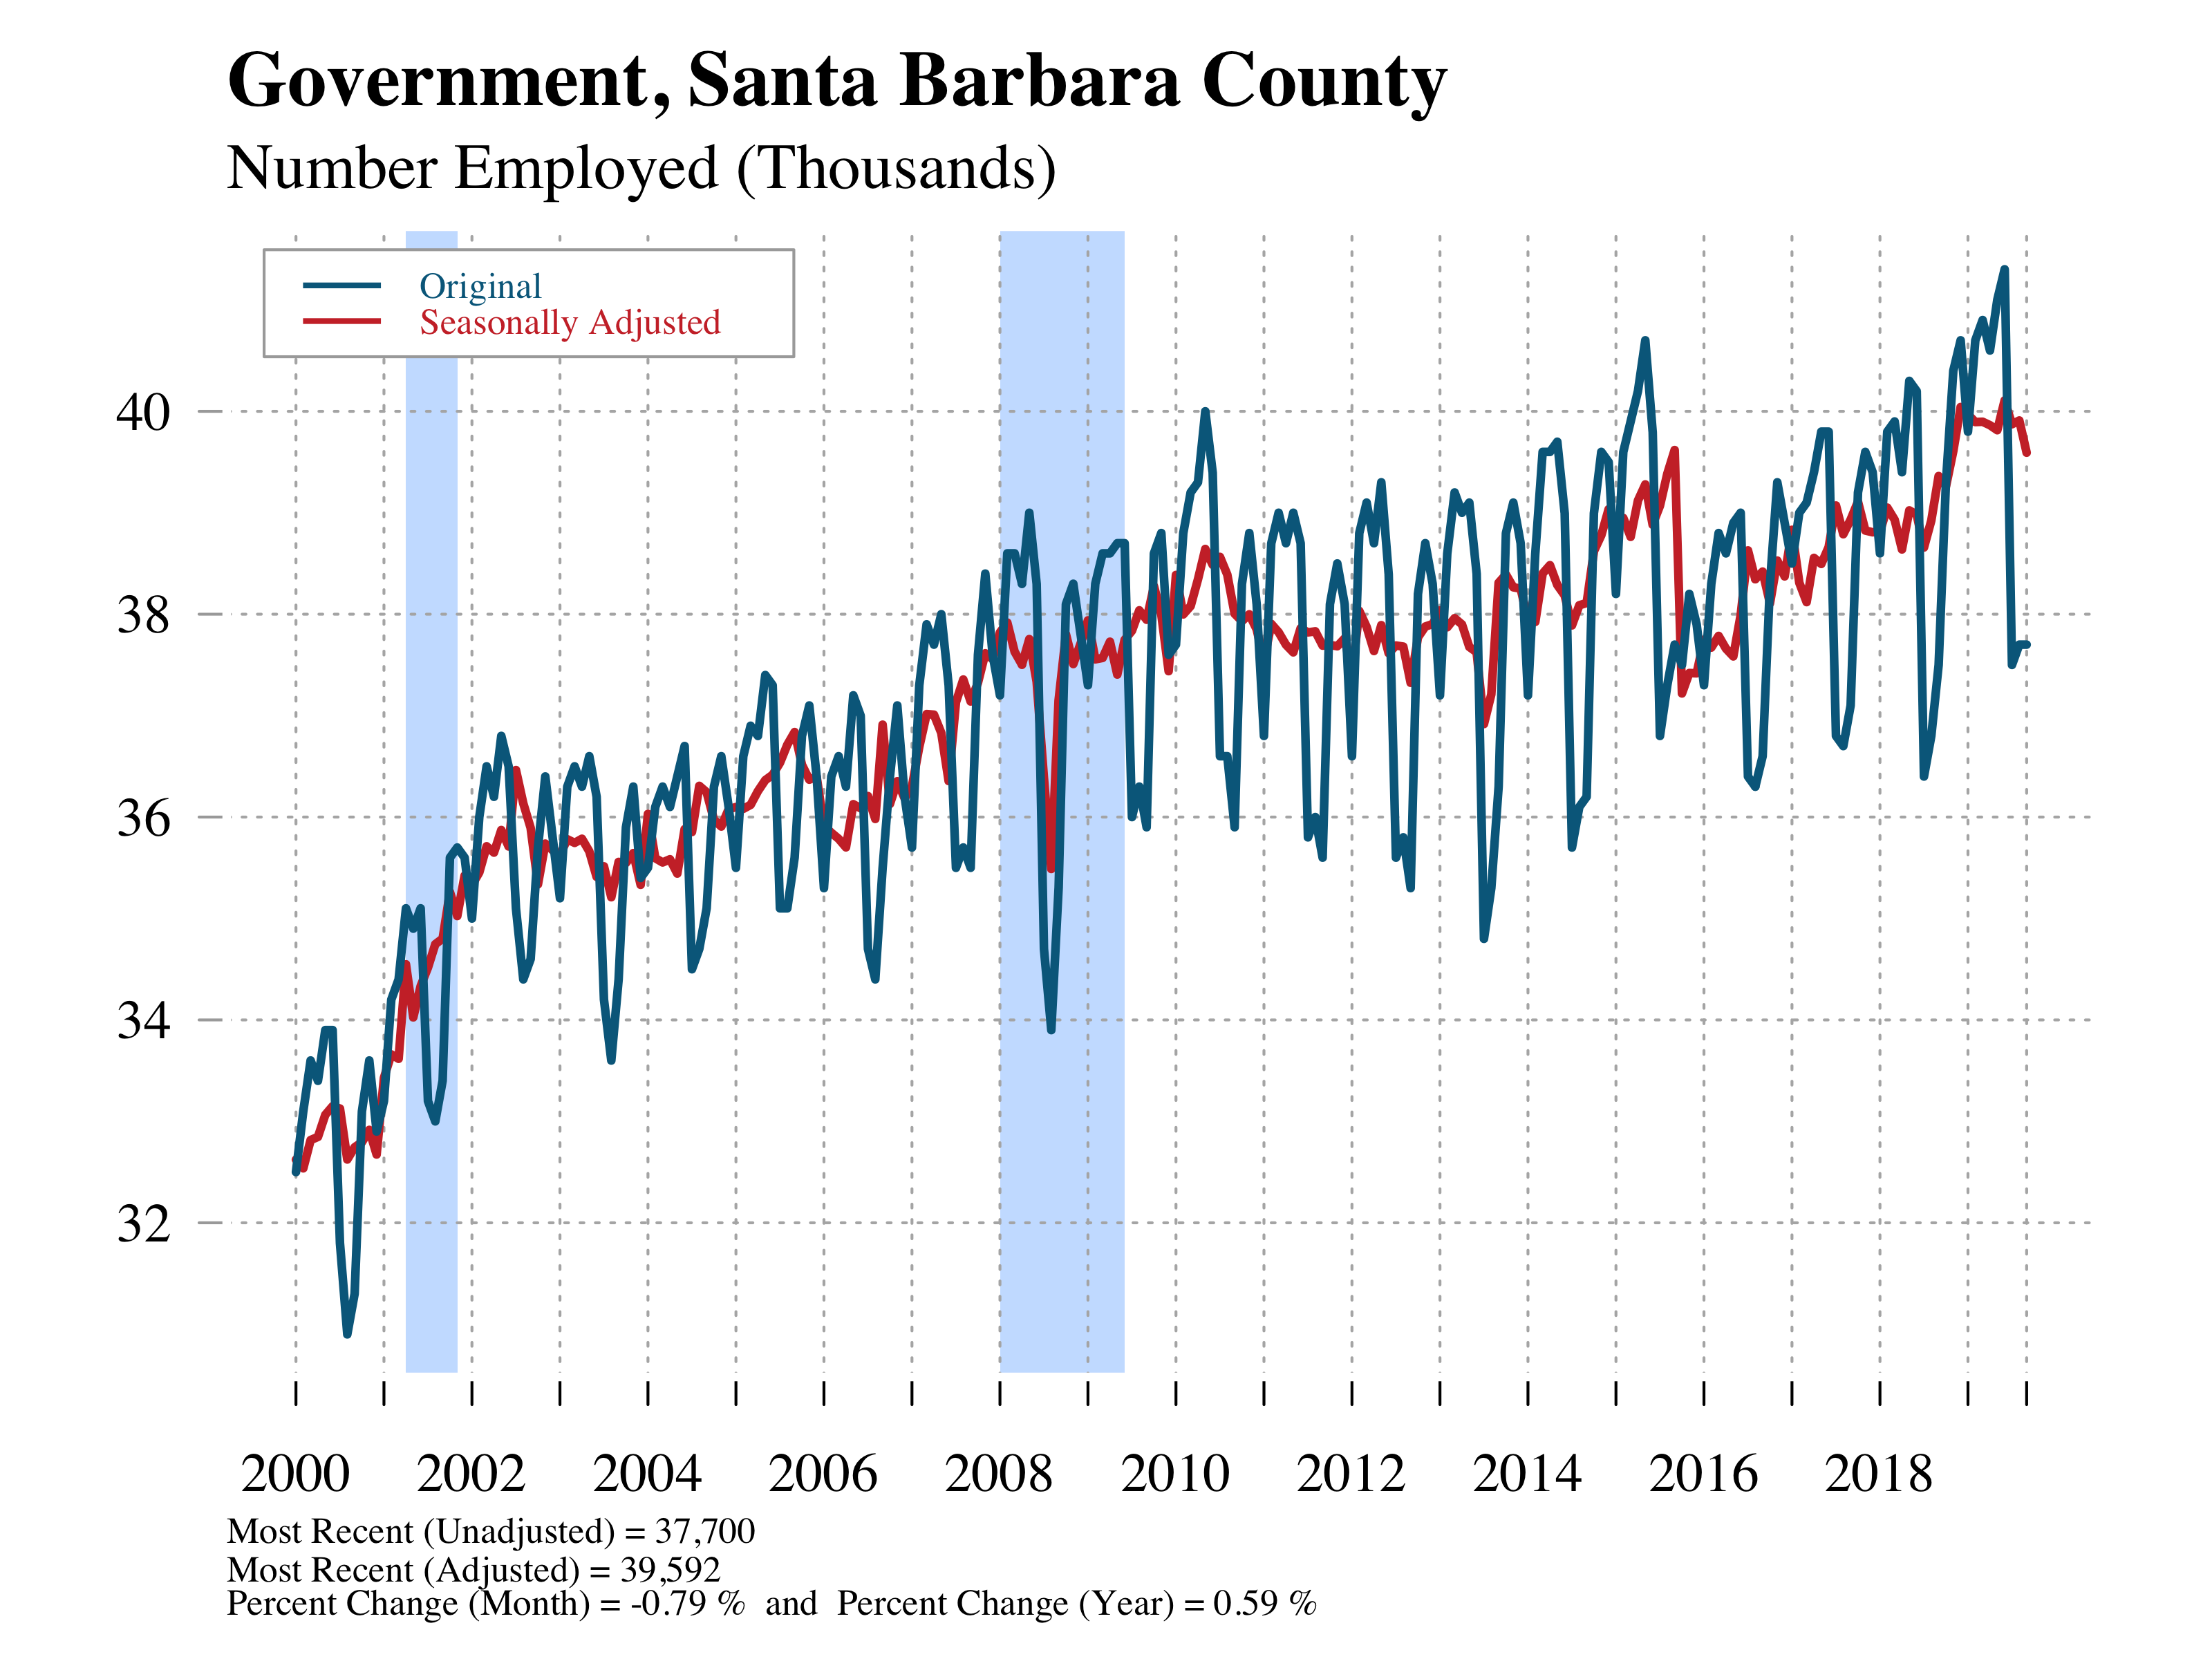 Government, Santa Barbara County
Number Employed (Thousands)
Original
Seasonally Adjusted
40
38
36
34
32
2000 2002 2004 2006 2008 2010 2012 2014 2016 2018
Most Recent (Unadjusted) = 37,700
Most Recent (Adjusted) = 39,592
Percent Change (Month) = -0.79 % and Percent Change (Year) = 0.59 %